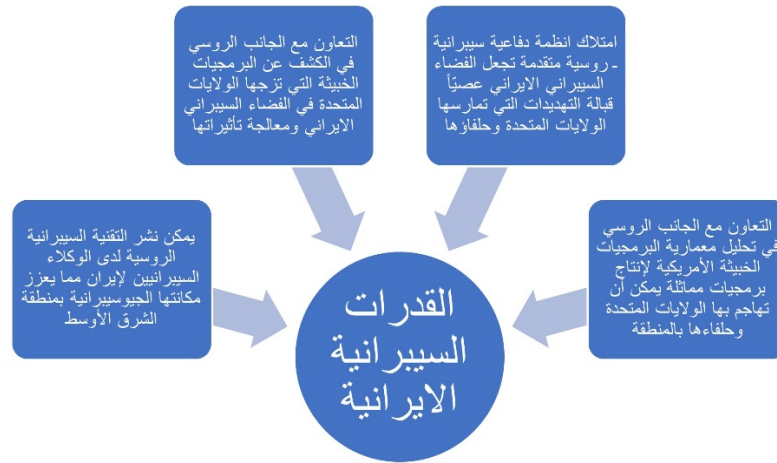 امتلاك انظمة دفاعية سيبرانية
ـ روسية متقدمة تجعل الفضاء
السيبراني الايراني عصيّاً
قبالة التهديدات التي تمارسها
الولايات المتحدة وحلفاؤها
التعاون مع الجانب الروسي
في الكشف عن البرمجيات
الخبيثة التي تزجها الولايات
المتحدة في الفضاء السيبراني
الايراني ومعالجة تأثيراتها
التعاون مع الجانب الروسي
في تحليل معمارية البرمجيات
الخبيثة الأمريكية لإنتاج
برمجيات مماثلة يمكن أن
تهاجم بها الولايات المتحدة
وحلفاءها بالمنطقة
يمكن نشر التقنية السيبرانية
الروسية لدى الوكلاء
السيبرانيين لإيران مما يعزز
مكانتها الجيوسيبرانية بمنطقة
الشرق الأوسط
القدرات
السيبرانية
الايرانية